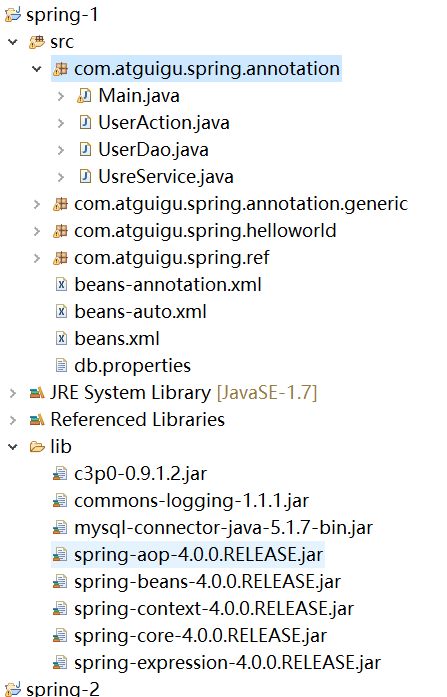 spring-1
src
com.atguigu.spring.annotation
Main.java
UserAction.java
UserDao.java
UsreService.java
com.atguigu.spring.annotation.generic
com.atguigu.spring.helloworld
com.atguigu.spring.ref
beans-annotation.xml
beans-auto.xml
beans.xml
db.properties
JRE System Library [JavaSE-1.7]
Referenced Libraries
lib
c3p0-0.9.1.2.jar
commons-logging-1.1.1.jar
mysql-connector-java-5.1.7-bin.jar
spring-aop-4.0.0.RELEASE.jar
spring-beans-4.0.0.RELEASE.jar
spring-context-4.0.0.RELEASE.jar
spring-core-4.0.0.RELEASE.jar
spring-expression-4.0.0.RELEASE.jar
spring-2